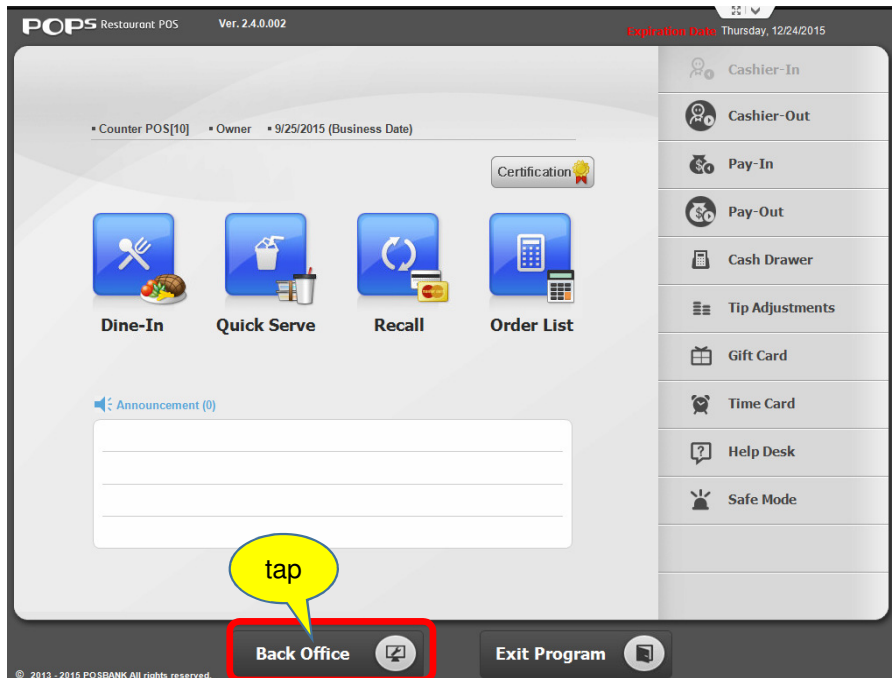 POPS Restaurant POS Ver. 2.4.0.002
Expiration Date Thursday, 12/24/2015
▪ Counter POS[10] ▪ Owner ▪ 9/25/2015 (Business Date)
Certification
Dine-In Quick Serve Recall Order List
Announcement (0)
Cashier-In
Cashier-Out
Pay-In
Pay-Out
Cash Drawer
Tip Adjustments
Gift Card
Time Card
Help Desk
Safe Mode
tap
Back Office Exit Program
© 2013 - 2015 POSBANK All rights reserved.